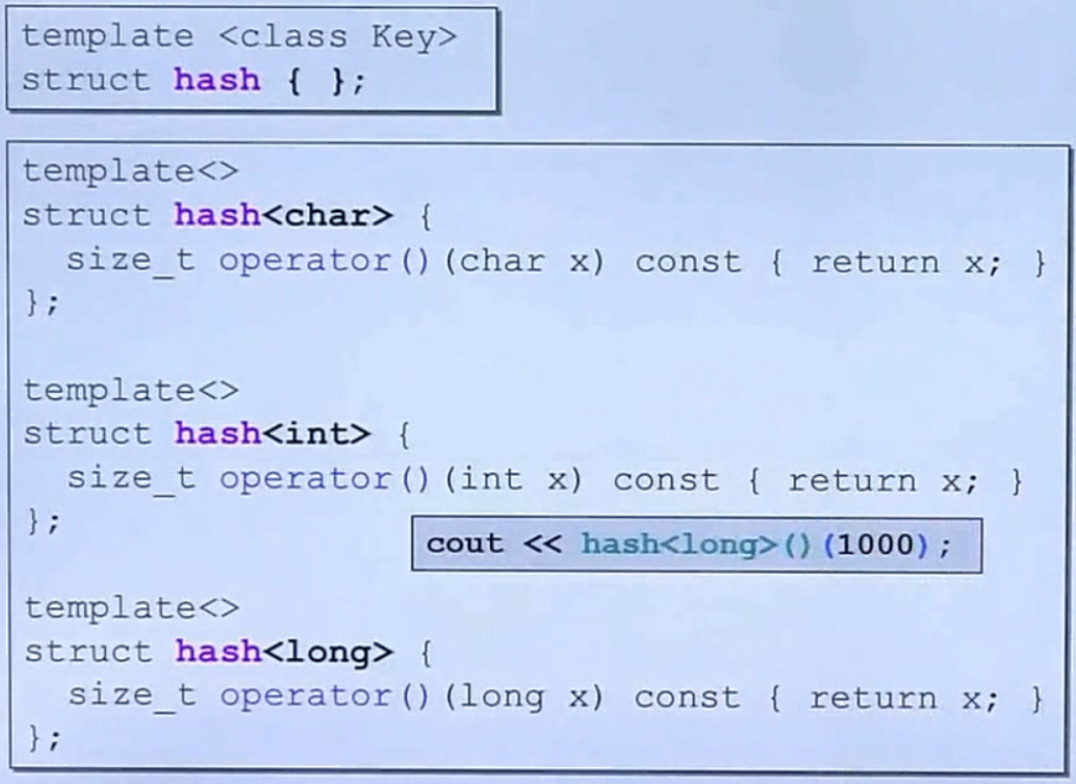 template <class Key>
struct hash { };
template<>
struct hash<char> {
  size_t operator()(char x) const { return x; }
};
template<>
struct hash<int> {
  size_t operator()(int x) const { return x; }
};
cout << hash<long>()(1000);
template<>
struct hash<long> {
  size_t operator()(long x) const { return x; }
};